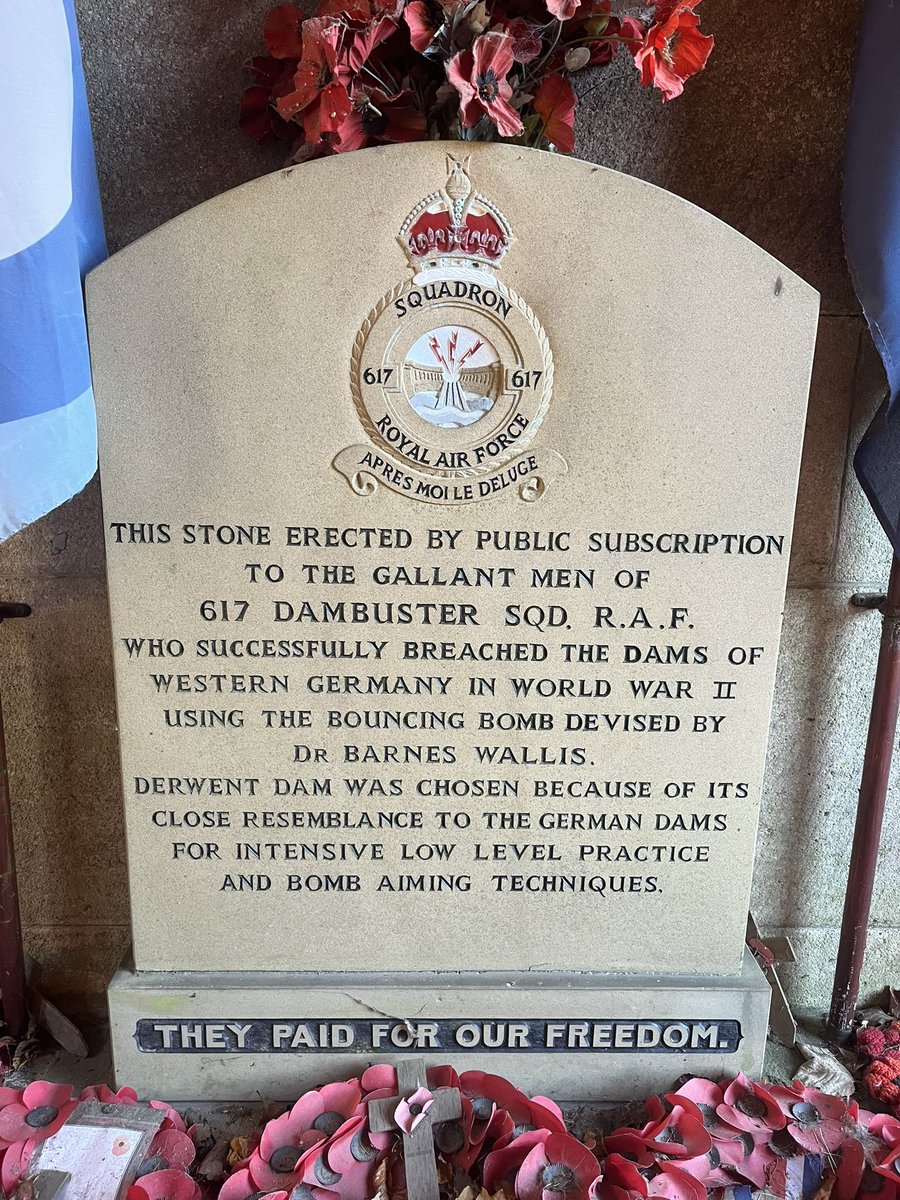 SQUADRON
617 617
ROYAL AIR FORCE
APRES MOI LE DELUGE
THIS STONE ERECTED BY PUBLIC SUBSCRIPTION
TO THE GALLANT MEN OF
617 DAMBUSTER SQD. R.A.F.
WHO SUCCESSFULLY BREACHED THE DAMS OF
WESTERN GERMANY IN WORLD WAR II
USING THE BOUNCING BOMB DEVISED BY
DR BARNES WALLIS.
DERWENT DAM WAS CHOSEN BECAUSE OF ITS
CLOSE RESEMBLANCE TO THE GERMAN DAMS
FOR INTENSIVE LOW LEVEL PRACTICE
AND BOMB AIMING TECHNIQUES.
THEY PAID FOR OUR FREEDOM.